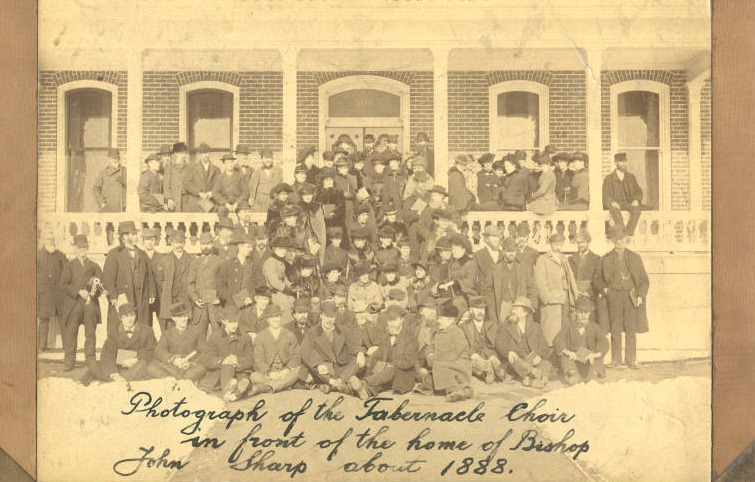 Photograph of the Tabernacle Choir
in front of the home of Bishop
John Sharp about 1888.